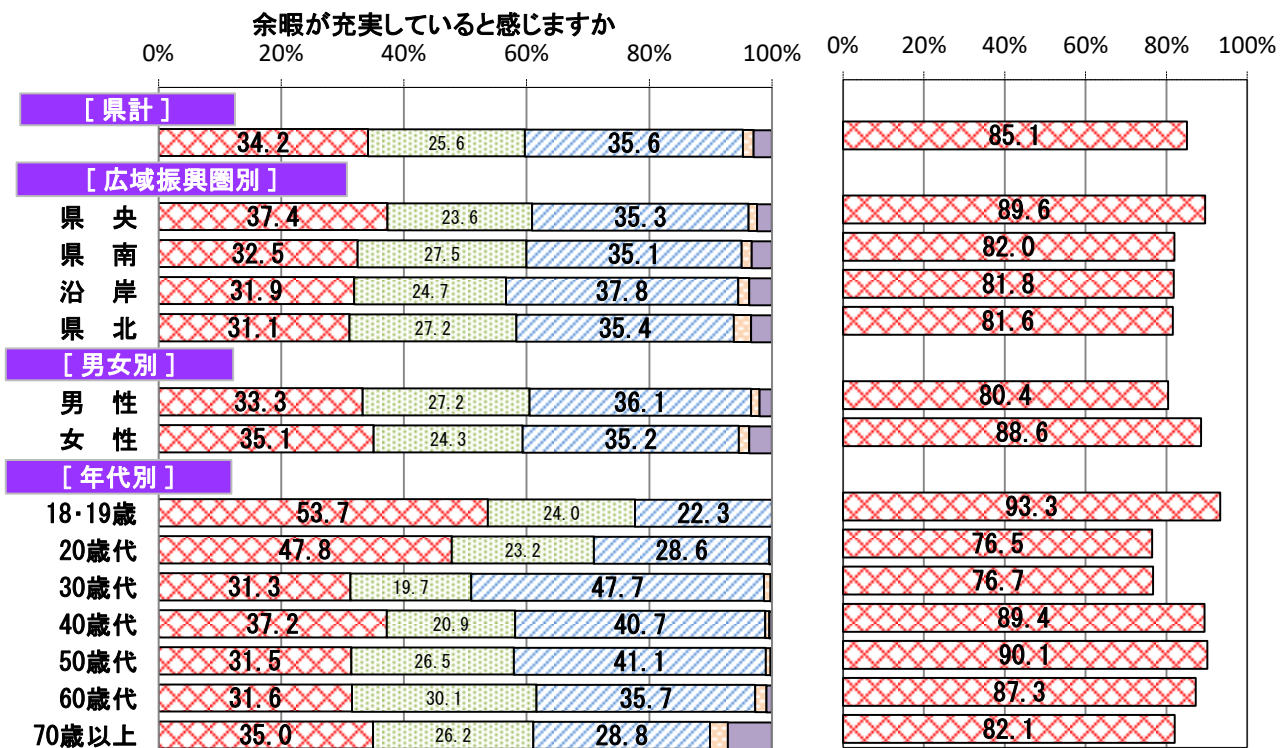 余暇が充実していると感じますか
0% 20% 40% 60% 80% 100%
0% 20% 40% 60% 80% 100%
[ 県計 ]
34.2 25.6 35.6 85.1
[ 広域振興圏別 ]
県 央 37.4 23.6 35.3 89.6
県 南 32.5 27.5 35.1 82.0
沿 岸 31.9 24.7 37.8 81.8
県 北 31.1 27.2 35.4 81.6
[ 男女別 ]
男 性 33.3 27.2 36.1 80.4
女 性 35.1 24.3 35.2 88.6
[ 年代別 ]
18・19歳 53.7 24.0 22.3 93.3
20歳代 47.8 23.2 28.6 76.5
30歳代 31.3 19.7 47.7 76.7
40歳代 37.2 20.9 40.7 89.4
50歳代 31.5 26.5 41.1 90.1
60歳代 31.6 30.1 35.7 87.3
70歳以上 35.0 26.2 28.8 82.1